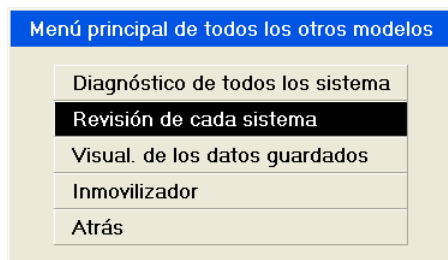 Menú principal de todos los otros modelos
Diagnóstico de todos los sistema
Revisión de cada sistema
Visual. de los datos guardados
Inmovilizador
Atrás